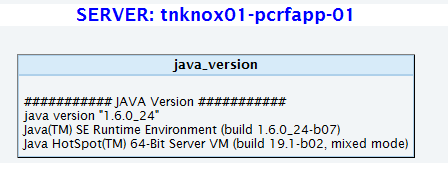 SERVER: tnknox01-pcrfapp-01
java_version
########### JAVA Version ###########
java version "1.6.0_24"
Java(TM) SE Runtime Environment (build 1.6.0_24-b07)
Java HotSpot(TM) 64-Bit Server VM (build 19.1-b02, mixed mode)